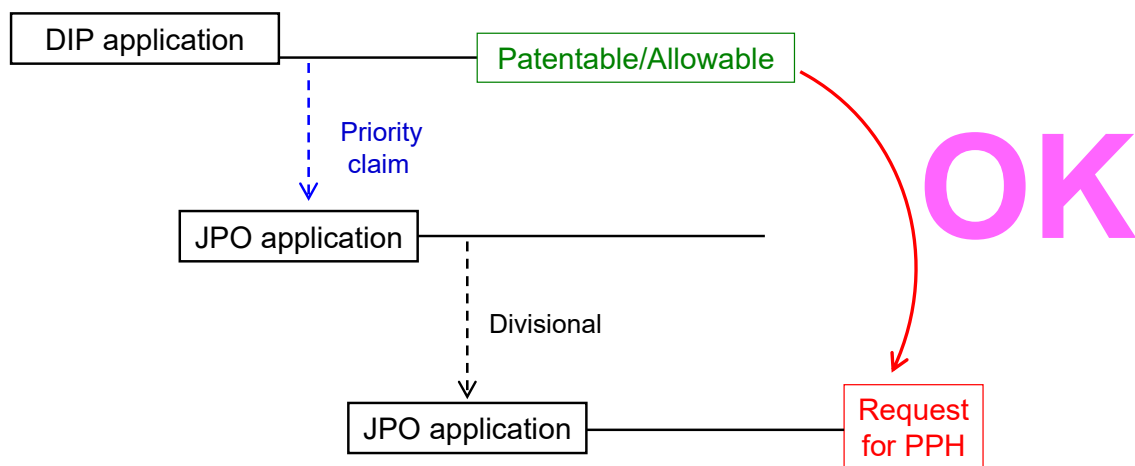 DIP application
Patentable/Allowable
Priority
claim
OK
JPO application
Divisional
JPO application
Request
for PPH